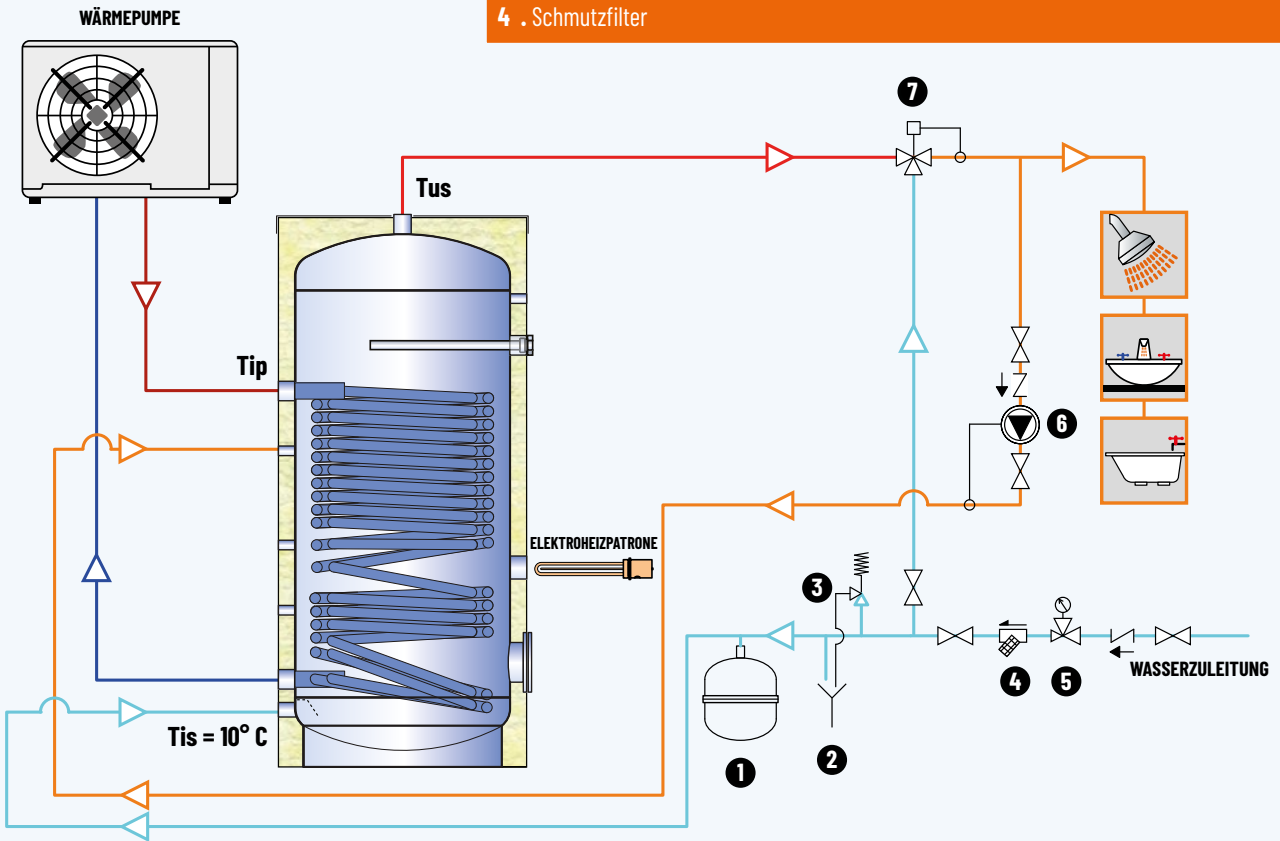 WÄRMEPUMPE
4 . Schmutzfilter
7
Tus
Tip
6
ELEKTROHEIZPATRONE
3
4
5
WASSERZULEITUNG
Tis = 10° C
1
2